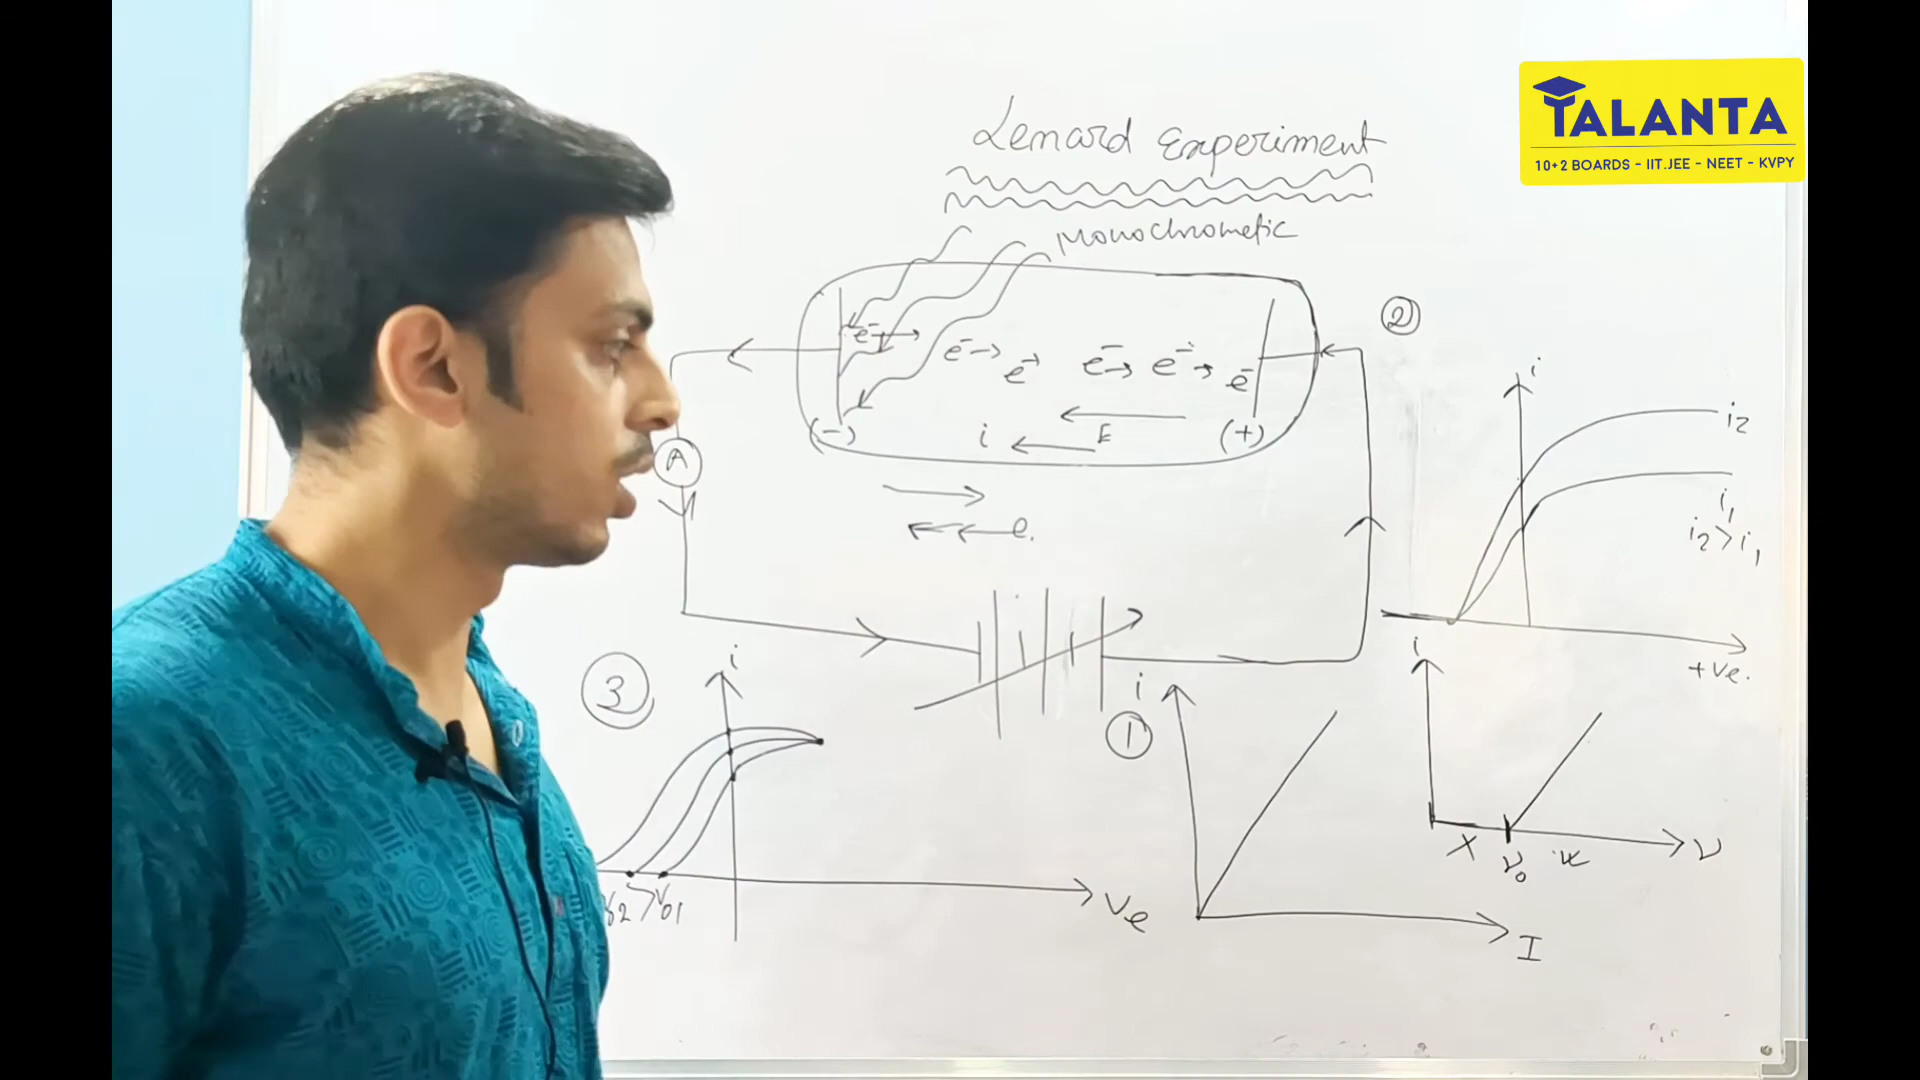 TALANTA
10+2 BOARDS - IIT.JEE - NEET - KVPY
Lenard Experiment
Monochrometic
e- e- e- e- e- e-
(-) i E (+)
A
e.
2
i
i2
i1
i2 > i1
+ve.
3
i
> V01
Ve
1
i
I
i
X ν0
ν